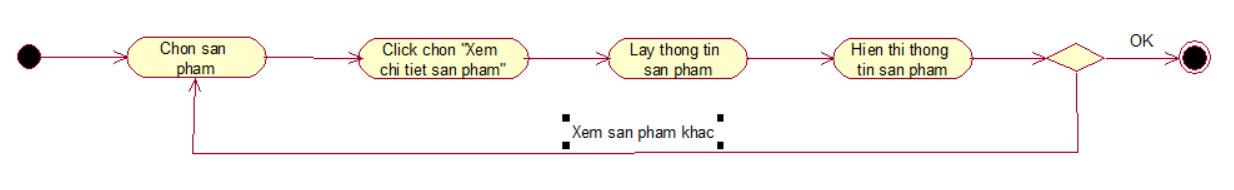 Chon san
pham
Click chon "Xem
chi tiet san pham"
Lay thong tin
san pham
Hien thi thong
tin san pham
OK
Xem san pham khac